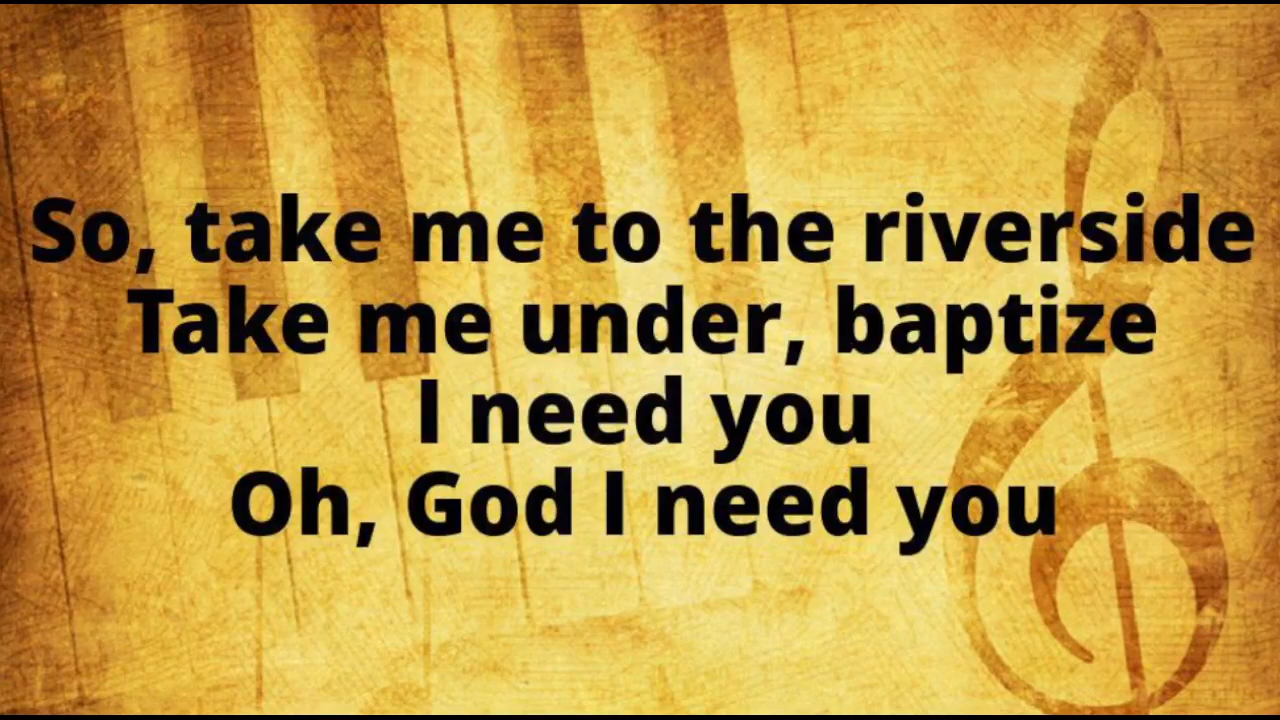 So, take me to the riverside
Take me under, baptize
I need you
Oh, God I need you